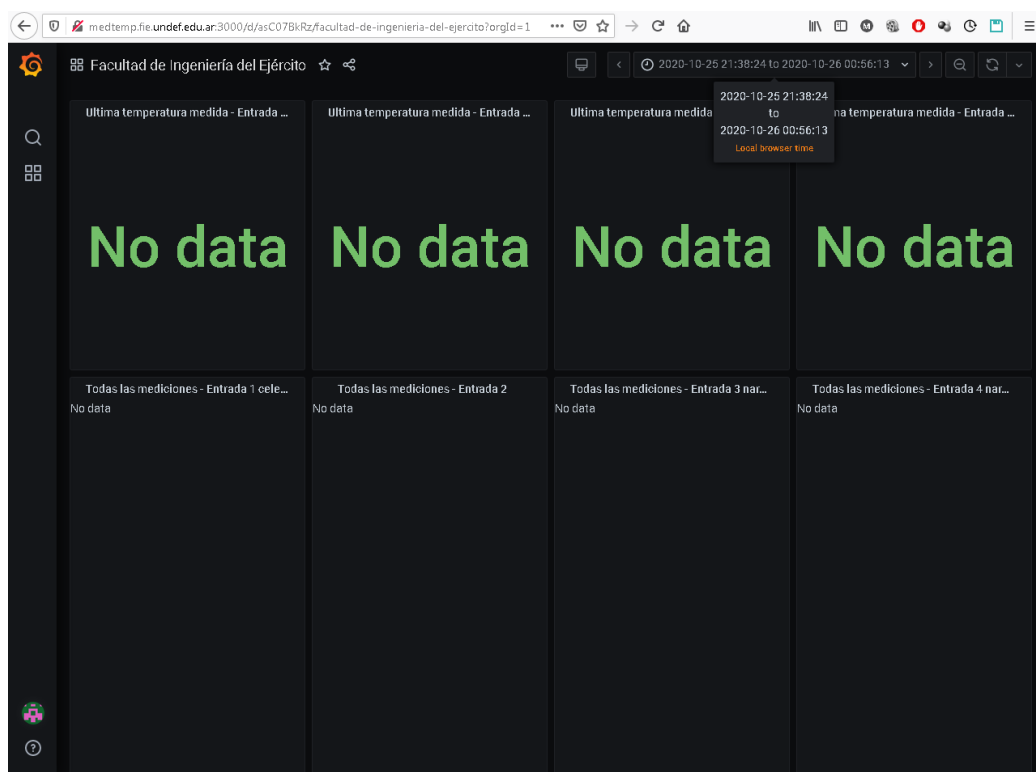 medtemp.fie.undef.edu.ar:3000/d/asC07BkRz/facultad-de-ingenieria-del-ejercito?orgId=1
Facultad de Ingeniería del Ejército
2020-10-25 21:38:24 to 2020-10-26 00:56:13
2020-10-25 21:38:24
to
2020-10-26 00:56:13
Local browser time
Ultima temperatura medida - Entrada ...
Ultima temperatura medida - Entrada ...
Ultima temperatura medida
na temperatura medida - Entrada ...
No data
No data
No data
No data
Todas las mediciones - Entrada 1 cele...
Todas las mediciones - Entrada 2
Todas las mediciones - Entrada 3 nar...
Todas las mediciones - Entrada 4 nar...
No data
No data
No data
No data